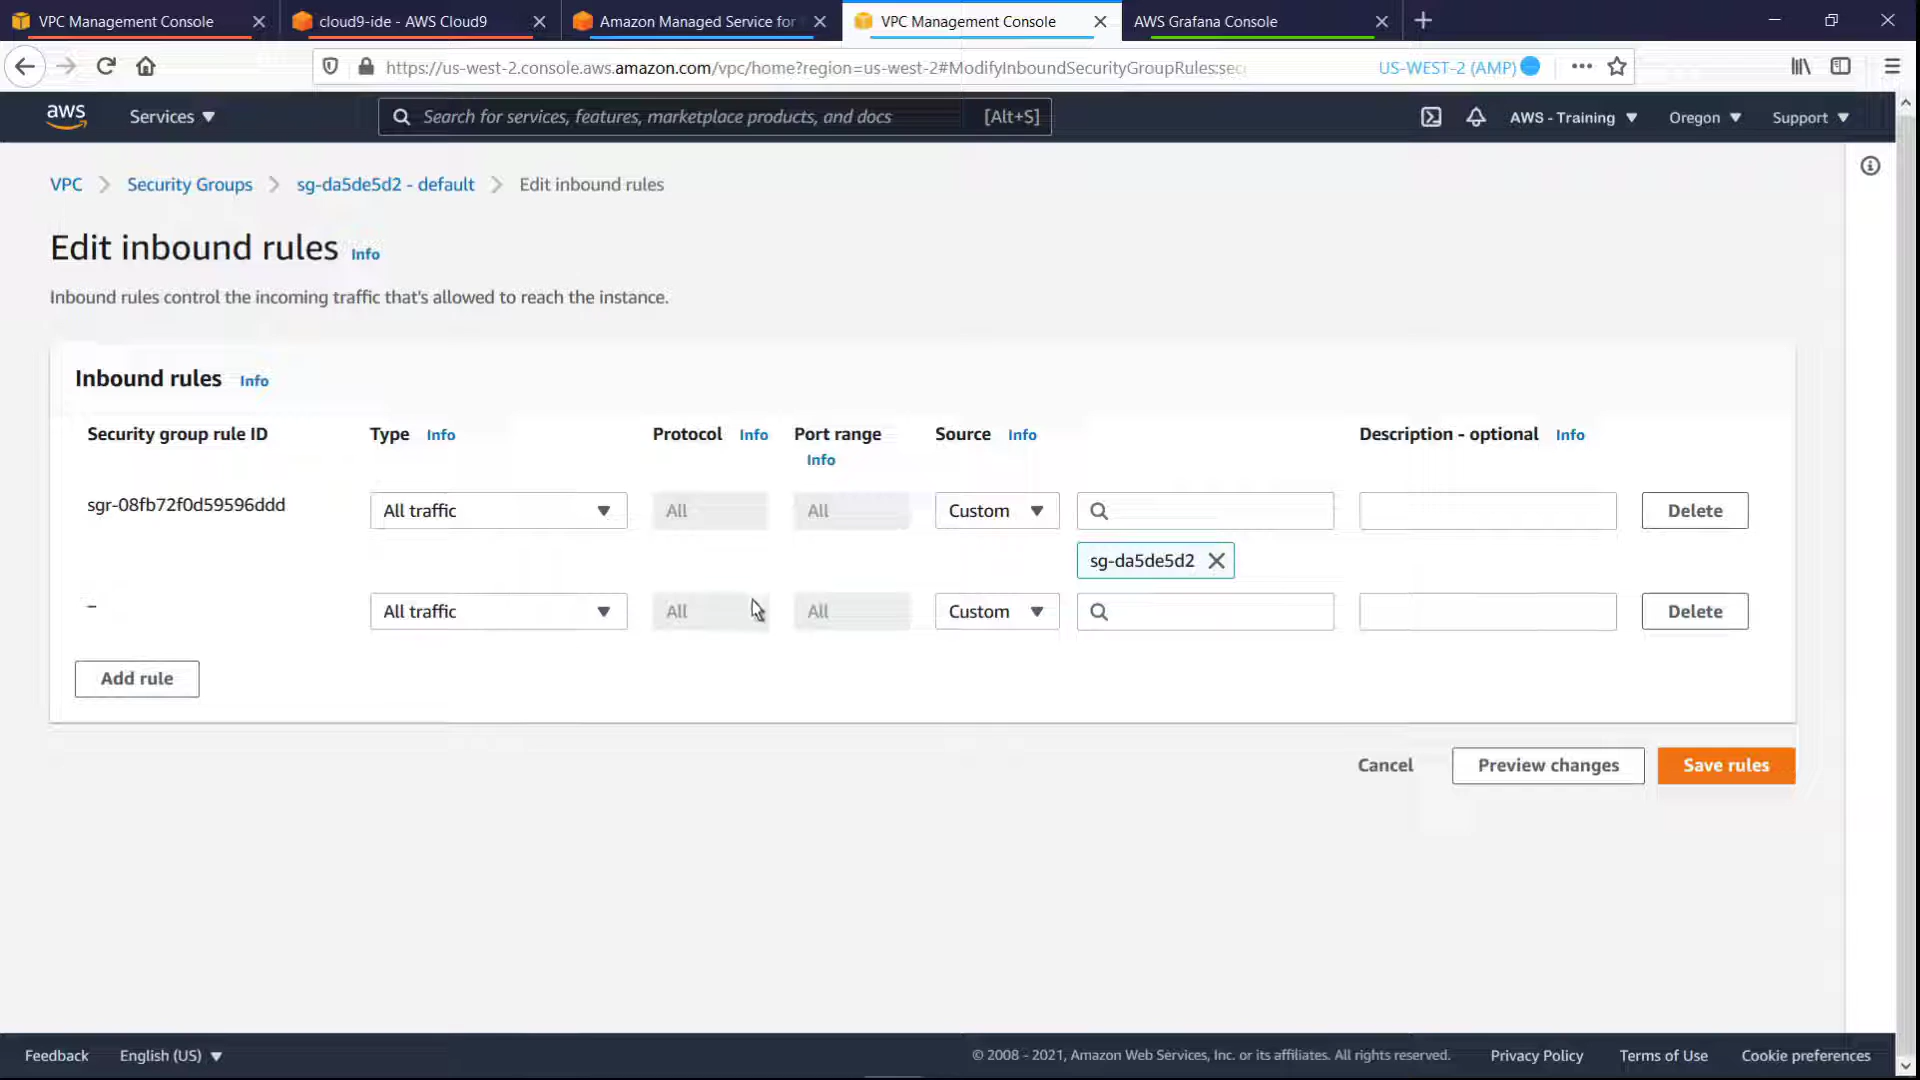 VPC Management Console
cloud9-ide - AWS Cloud9
Amazon Managed Service for
VPC Management Console
AWS Grafana Console
https://us-west-2.console.aws.amazon.com/vpc/home?region=us-west-2#ModifyInboundSecurityGroupRules:sec
US-WEST-2 (AMP)
aws
Services
Search for services, features, marketplace products, and docs
[Alt+S]
AWS - Training
Oregon
Support
VPC > Security Groups > sg-da5de5d2 - default > Edit inbound rules
Edit inbound rules Info
Inbound rules control the incoming traffic that's allowed to reach the instance.
Inbound rules Info
Security group rule ID Type Info Protocol Info Port range Source Info Description - optional Info
Info
sgr-08fb72f0d59596ddd All traffic All All Custom Delete
sg-da5de5d2
– All traffic All All Custom Delete
Add rule
Cancel Preview changes Save rules
Feedback English (US) © 2008 - 2021, Amazon Web Services, Inc. or its affiliates. All rights reserved. Privacy Policy Terms of Use Cookie preferences